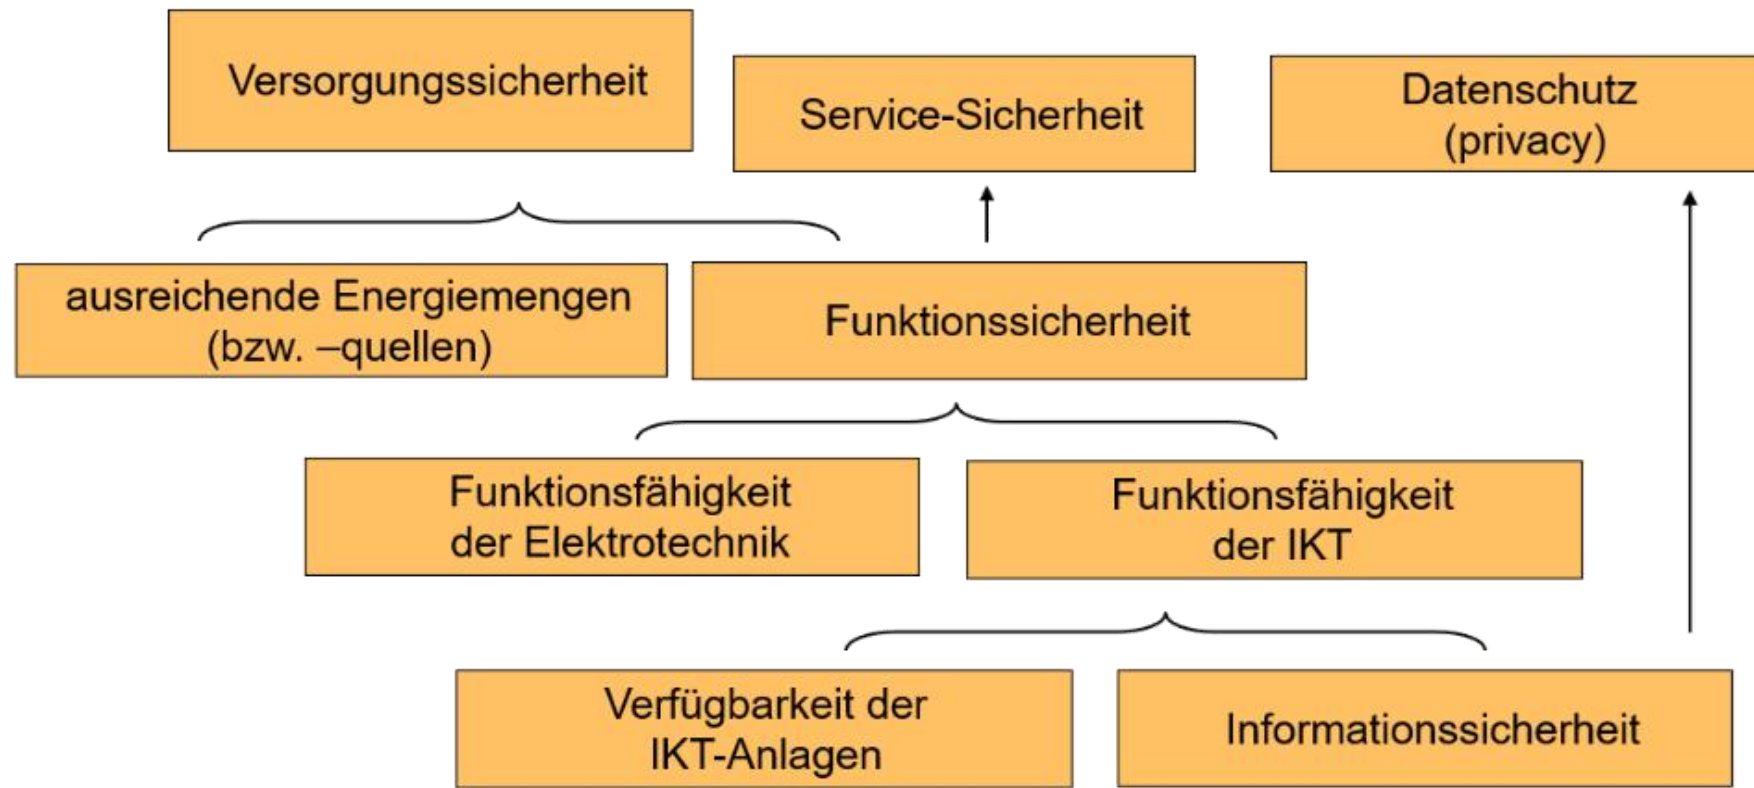 Versorgungssicherheit
Service-Sicherheit
Datenschutz
(privacy)
ausreichende Energiemengen
(bzw. –quellen)
Funktionssicherheit
Funktionsfähigkeit
der Elektrotechnik
Funktionsfähigkeit
der IKT
Verfügbarkeit der
IKT-Anlagen
Informationssicherheit